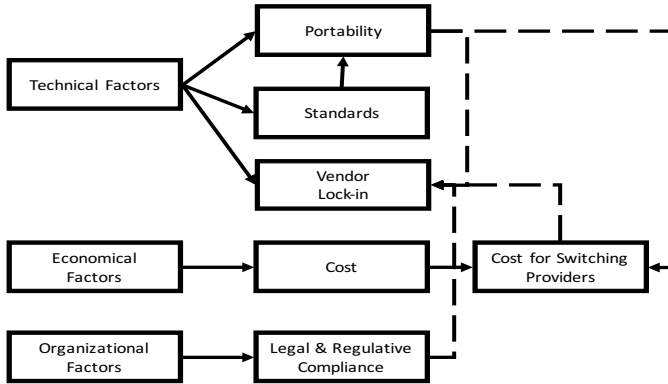 Portability
Technical Factors
Standards
Vendor
Lock-in
Economical
Factors
Cost
Cost for Switching
Providers
Organizational
Factors
Legal & Regulative
Compliance